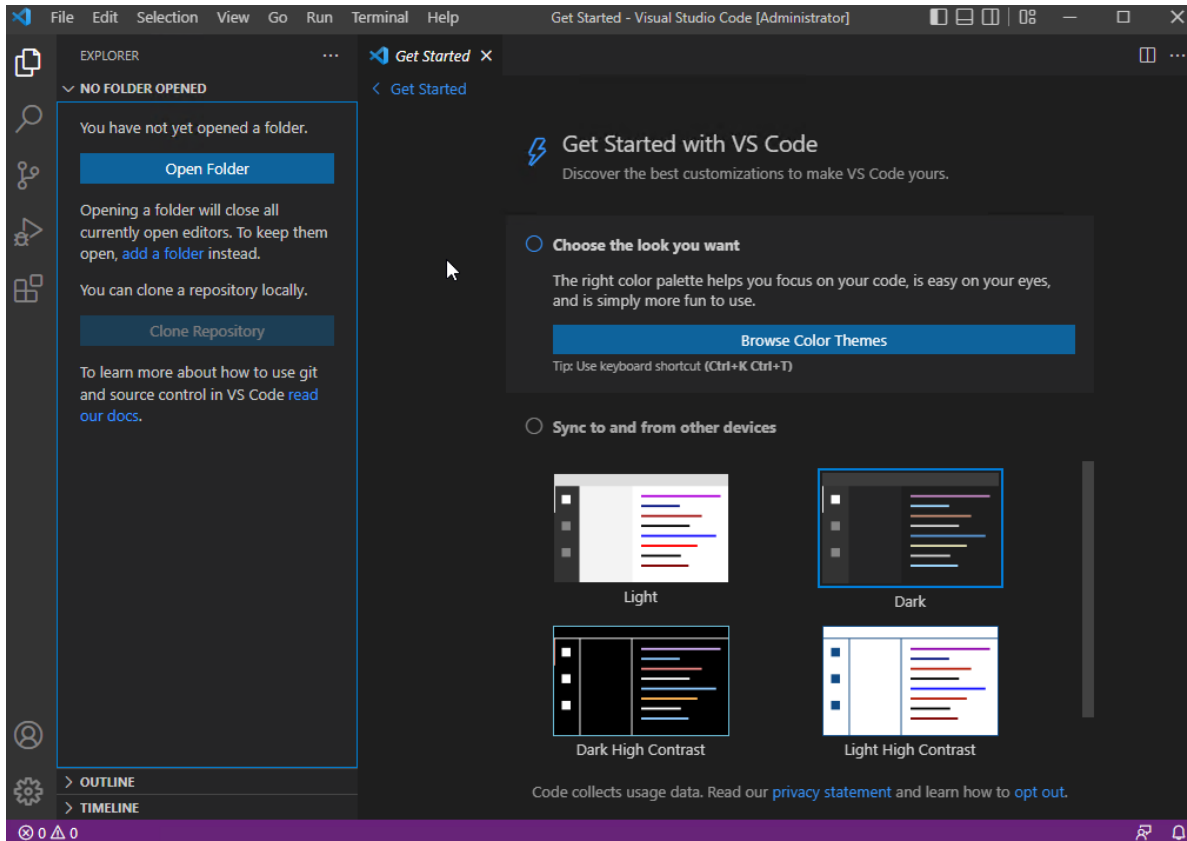 File Edit Selection View Go Run Terminal Help Get Started - Visual Studio Code [Administrator]
EXPLORER
NO FOLDER OPENED
You have not yet opened a folder.
Open Folder
Opening a folder will close all
currently open editors. To keep them
open, add a folder instead.
You can clone a repository locally.
Clone Repository
To learn more about how to use git
and source control in VS Code read
our docs.
OUTLINE
TIMELINE
Get Started
Get Started
Get Started with VS Code
Discover the best customizations to make VS Code yours.
Choose the look you want
The right color palette helps you focus on your code, is easy on your eyes,
and is simply more fun to use.
Browse Color Themes
Tip: Use keyboard shortcut (Ctrl+K Ctrl+T)
Sync to and from other devices
Light
Dark
Dark High Contrast
Light High Contrast
Code collects usage data. Read our privacy statement and learn how to opt out.
0 0